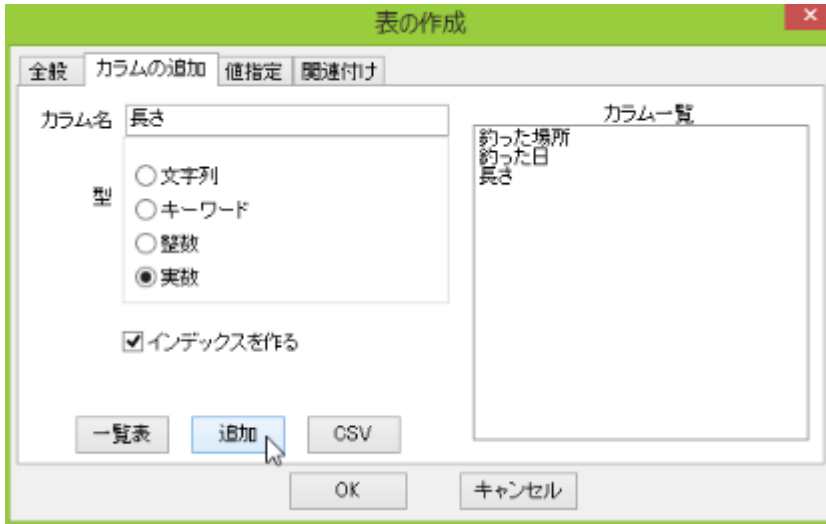 表の作成
全般 カラムの追加 値指定 関連付け
カラム名 長さ
型
文字列
キーワード
整数
実数
インデックスを作る
一覧表 追加 CSV
カラム一覧
釣った場所
釣った日
長さ
OK キャンセル